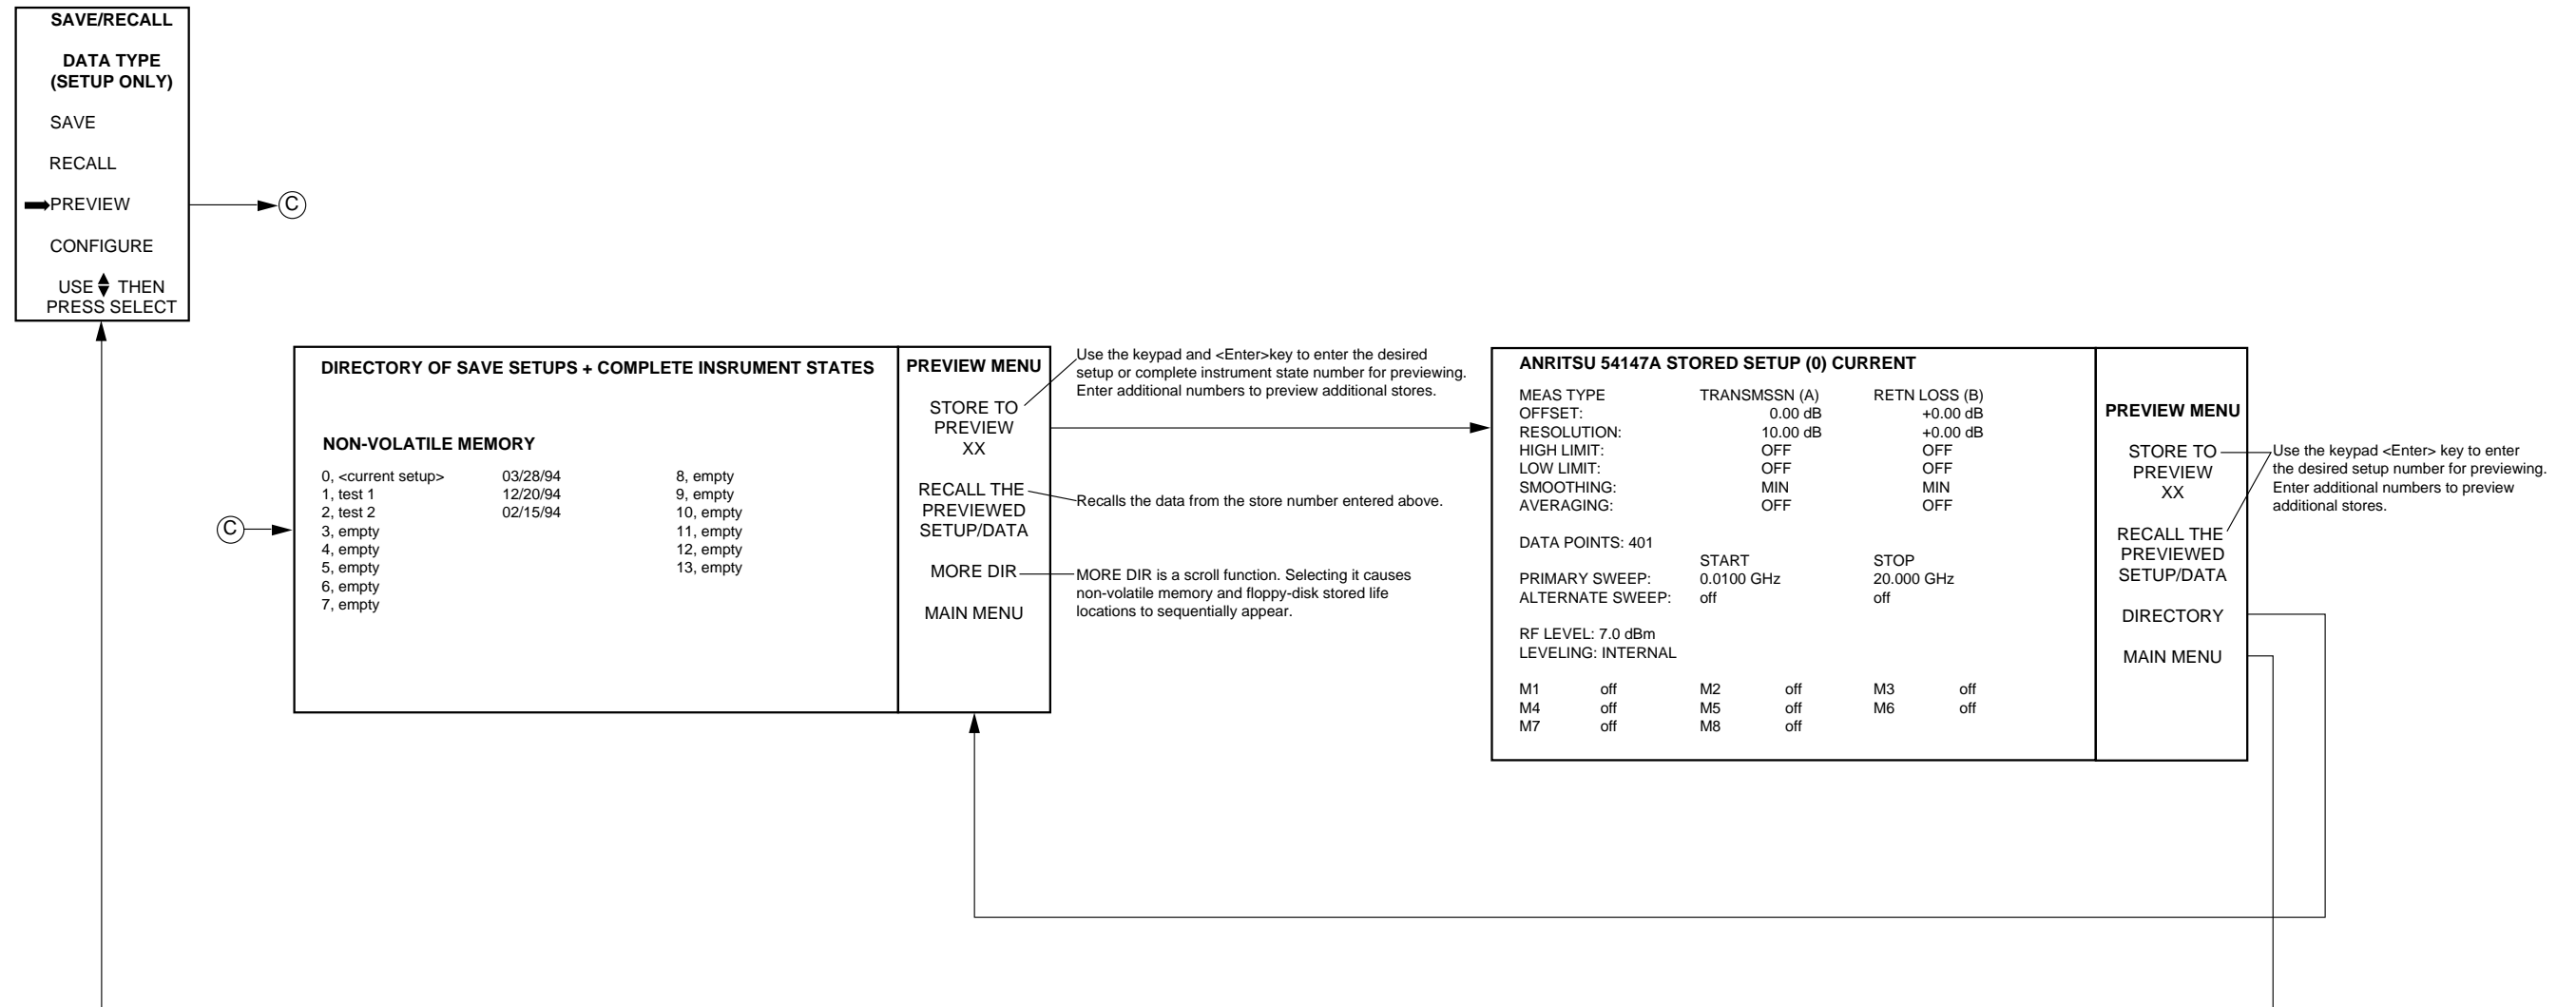 SAVE/RECALL
DATA TYPE
(SETUP ONLY)
SAVE
RECALL
PREVIEW
CONFIGURE
USE THEN
PRESS SELECT
C
C
DIRECTORY OF SAVE SETUPS + COMPLETE INSRUMENT STATES
NON-VOLATILE MEMORY
0, <current setup> 03/28/94 8, empty
1, test 1 12/20/94 9, empty
2, test 2 02/15/94 10, empty
3, empty 11, empty
4, empty 12, empty
5, empty 13, empty
6, empty
7, empty
PREVIEW MENU
STORE TO
PREVIEW
XX
RECALL THE
PREVIEWED
SETUP/DATA
MORE DIR
MAIN MENU
Use the keypad and <Enter>key to enter the desired
setup or complete instrument state number for previewing.
Enter additional numbers to preview additional stores.
Recalls the data from the store number entered above.
MORE DIR is a scroll function. Selecting it causes
non-volatile memory and floppy-disk stored life
locations to sequentially appear.
ANRITSU 54147A STORED SETUP (0) CURRENT
MEAS TYPE TRANSMSSN (A) RETN LOSS (B)
OFFSET: 0.00 dB +0.00 dB
RESOLUTION: 10.00 dB +0.00 dB
HIGH LIMIT: OFF OFF
LOW LIMIT: OFF OFF
SMOOTHING: MIN MIN
AVERAGING: OFF OFF
DATA POINTS: 401
START STOP
PRIMARY SWEEP: 0.0100 GHz 20.000 GHz
ALTERNATE SWEEP: off off
RF LEVEL: 7.0 dBm
LEVELING: INTERNAL
M1 off M2 off M3 off
M4 off M5 off M6 off
M7 off M8 off
PREVIEW MENU
STORE TO
PREVIEW
XX
RECALL THE
PREVIEWED
SETUP/DATA
DIRECTORY
MAIN MENU
Use the keypad <Enter> key to enter
the desired setup number for previewing.
Enter additional numbers to preview
additional stores.